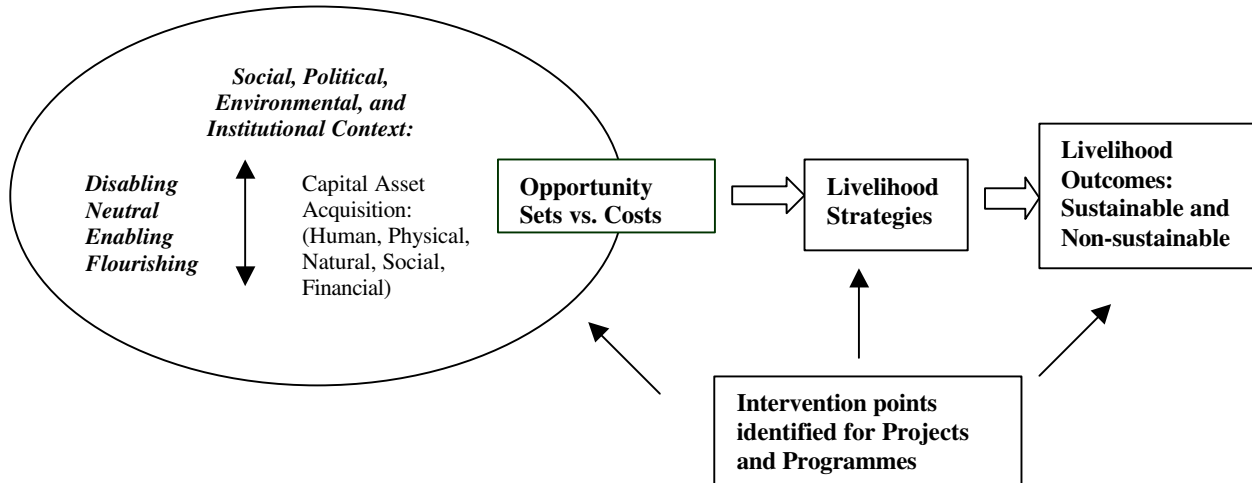 Social, Political,
Environmental, and
Institutional Context:
Disabling
Neutral
Enabling
Flourishing
Capital Asset
Acquisition:
(Human, Physical,
Natural, Social,
Financial)
Opportunity
Sets vs. Costs
Livelihood
Strategies
Livelihood
Outcomes:
Sustainable and
Non-sustainable
Intervention points
identified for Projects
and Programmes